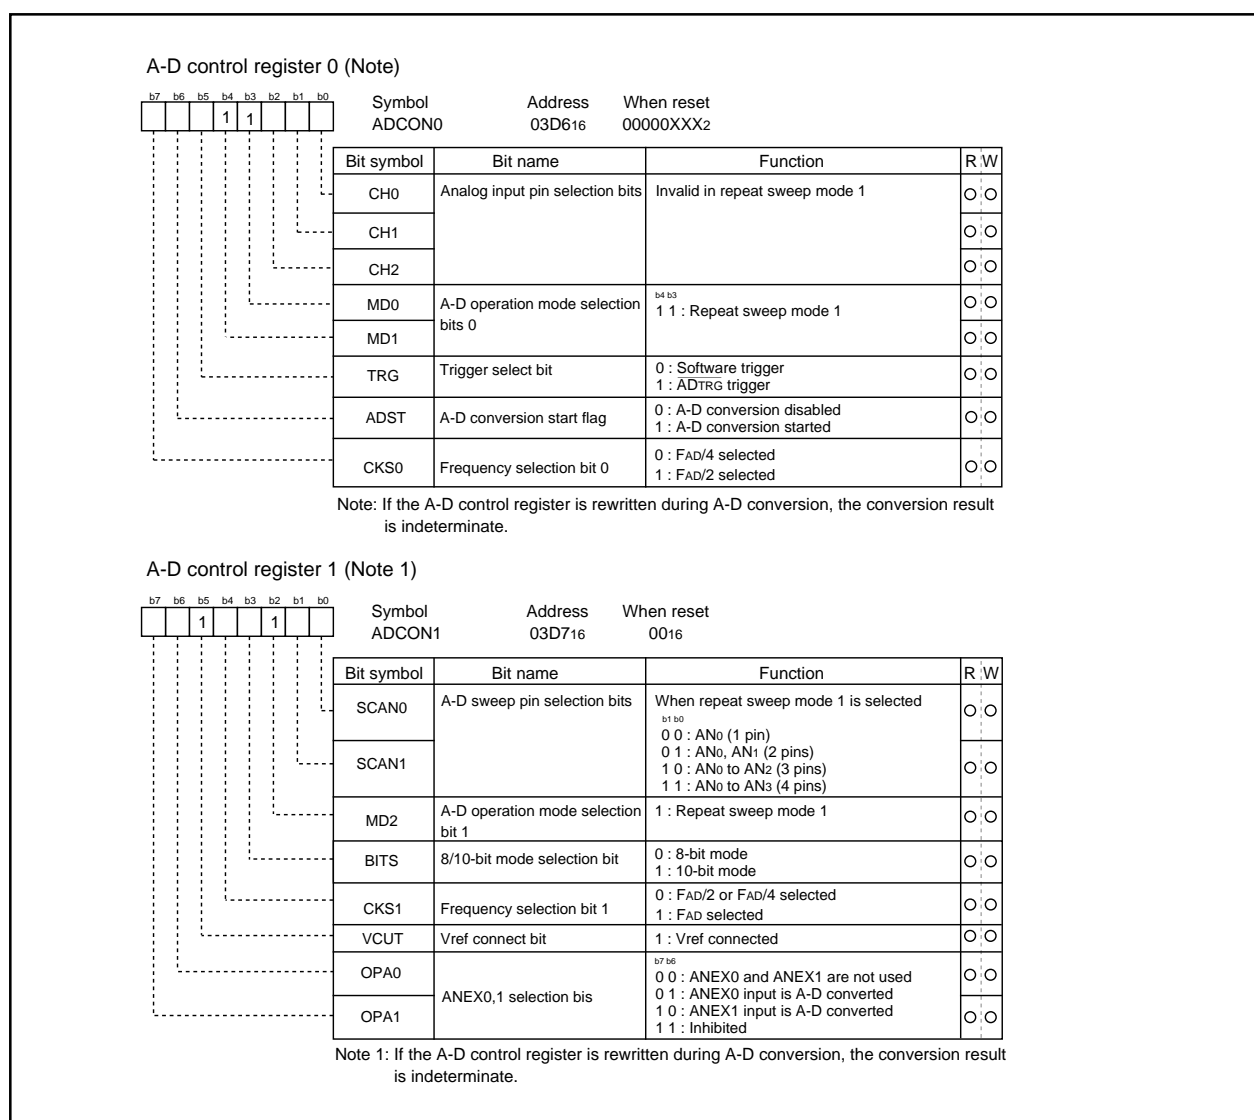 A-D control register 0 (Note)
b7 b6 b5 b4 b3 b2 b1 b0
1 1
Symbol Address When reset
ADCON0 03D616 00000XXX2
Bit symbol Bit name Function R W
CH0 Analog input pin selection bits Invalid in repeat sweep mode 1
CH1
CH2
MD0 A-D operation mode selection bits 0
b4 b3
1 1 : Repeat sweep mode 1
MD1
TRG Trigger select bit 0 : Software trigger
1 : ADTRG trigger
ADST A-D conversion start flag 0 : A-D conversion disabled
1 : A-D conversion started
CKS0 Frequency selection bit 0 0 : FAD/4 selected
1 : FAD/2 selected
Note: If the A-D control register is rewritten during A-D conversion, the conversion result
is indeterminate.
A-D control register 1 (Note 1)
b7 b6 b5 b4 b3 b2 b1 b0
1 1
Symbol Address When reset
ADCON1 03D716 0016
Bit symbol Bit name Function R W
SCAN0 A-D sweep pin selection bits When repeat sweep mode 1 is selected
b1 b0
0 0 : AN0 (1 pin)
0 1 : AN0, AN1 (2 pins)
SCAN1
1 0 : AN0 to AN2 (3 pins)
1 1 : AN0 to AN3 (4 pins)
MD2 A-D operation mode selection bit 1 1 : Repeat sweep mode 1
BITS 8/10-bit mode selection bit 0 : 8-bit mode
1 : 10-bit mode
CKS1 Frequency selection bit 1 0 : FAD/2 or FAD/4 selected
1 : FAD selected
VCUT Vref connect bit 1 : Vref connected
OPA0 ANEX0,1 selection bis
b7 b6
0 0 : ANEX0 and ANEX1 are not used
0 1 : ANEX0 input is A-D converted
OPA1
1 0 : ANEX1 input is A-D converted
1 1 : Inhibited
Note 1: If the A-D control register is rewritten during A-D conversion, the conversion result
is indeterminate.